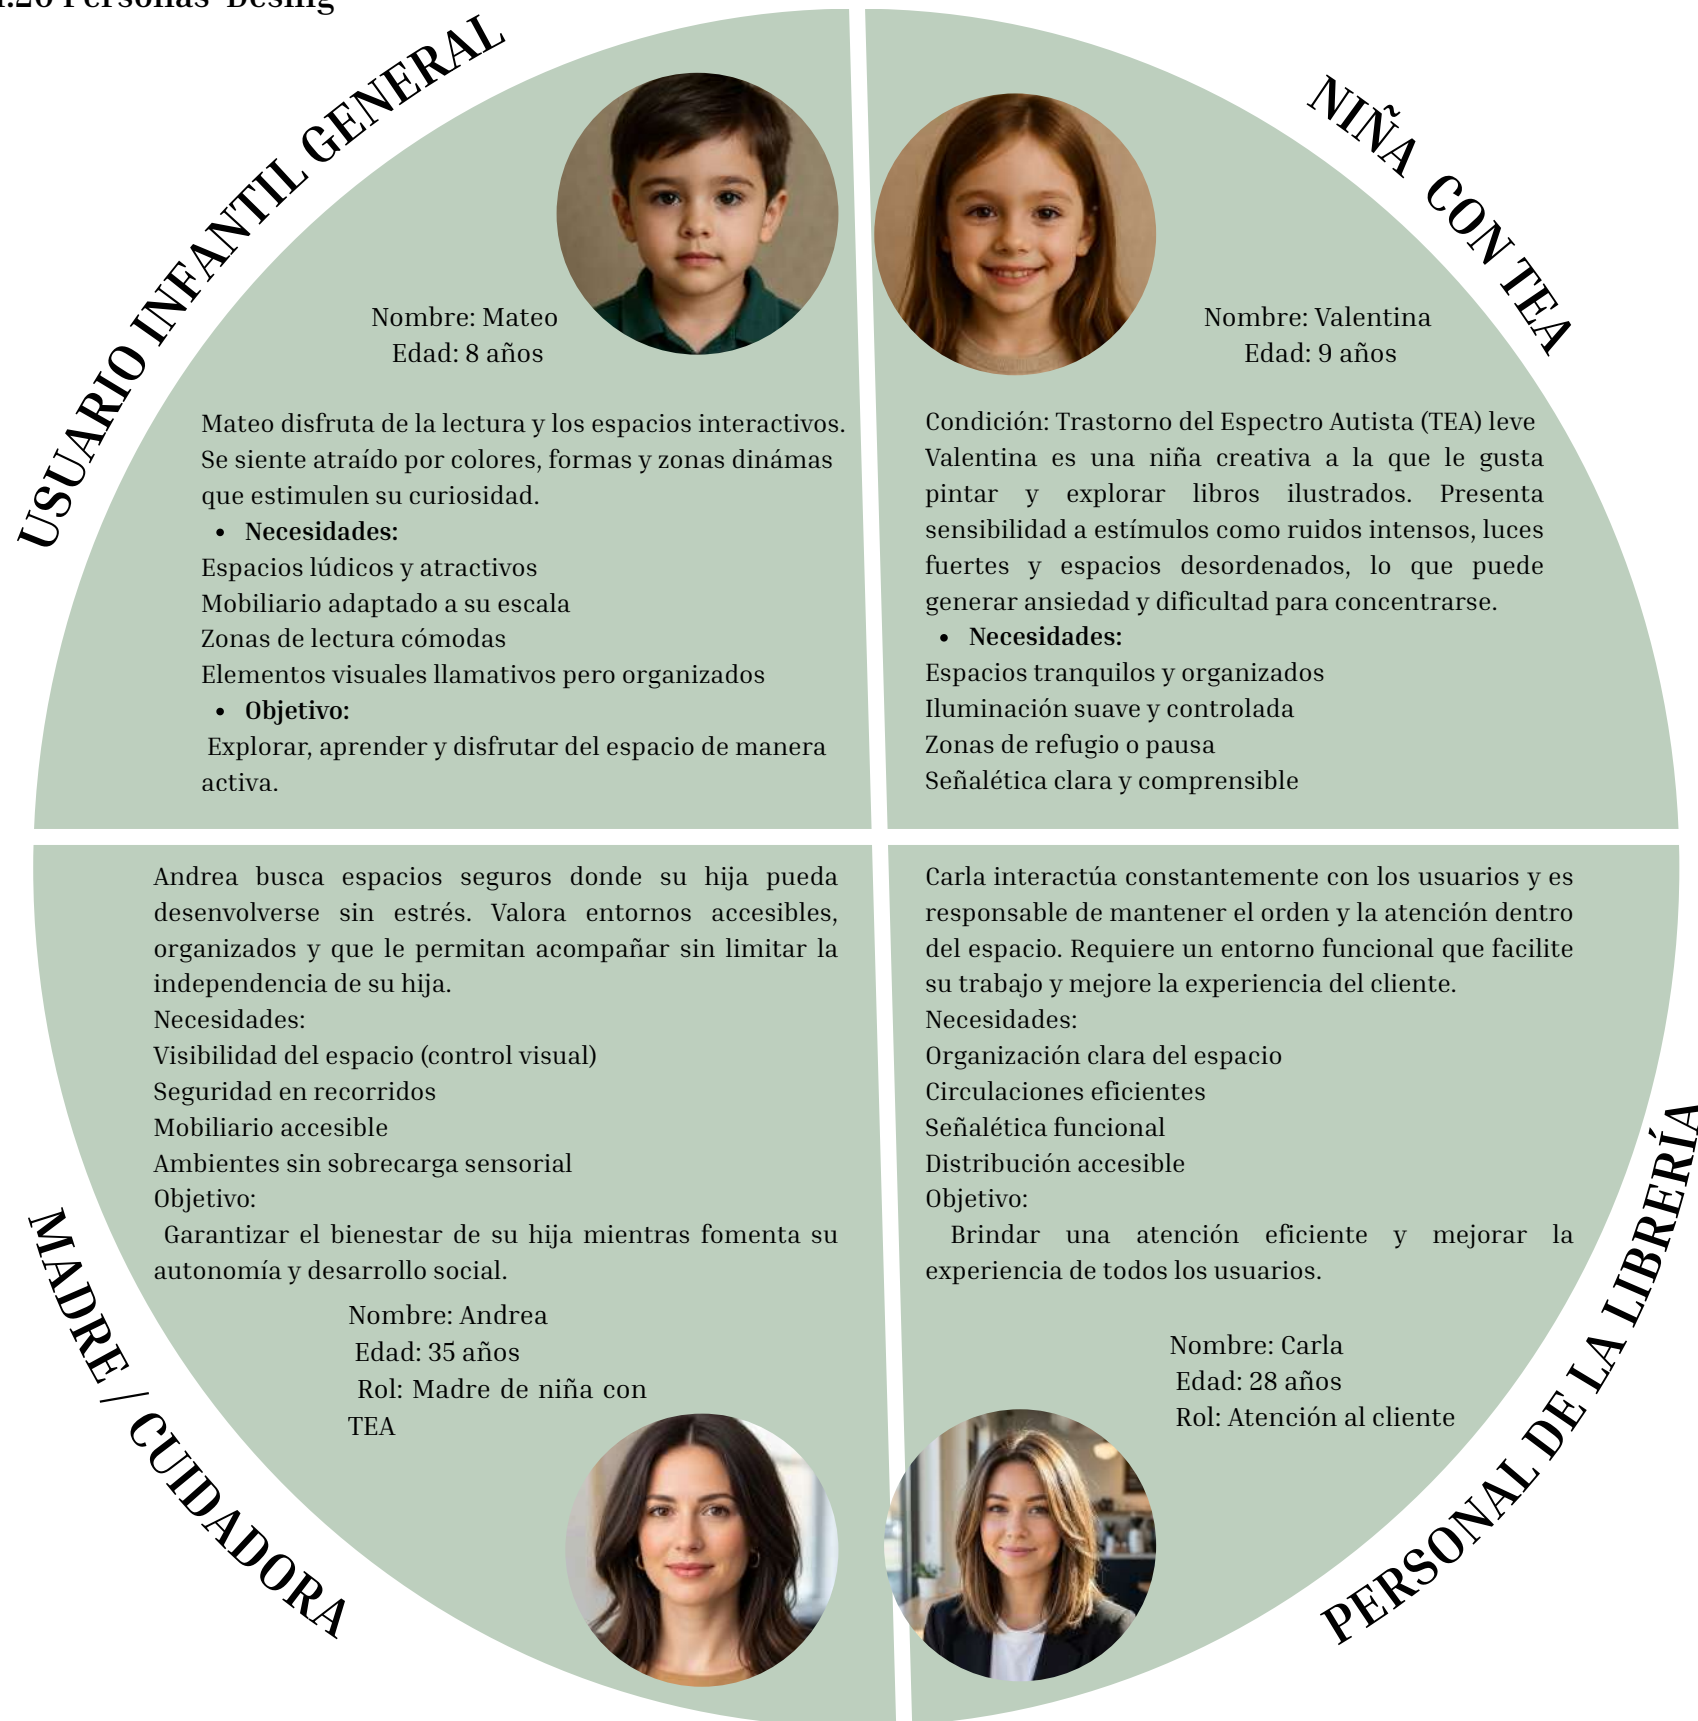 Personas Desing
USUARIO INFANTIL GENERAL
Nombre: Mateo
Edad: 8 años
Mateo disfruta de la lectura y los espacios interactivos.
Se siente atraído por colores, formas y zonas dinámas
que estimulen su curiosidad.
• Necesidades:
Espacios lúdicos y atractivos
Mobiliario adaptado a su escala
Zonas de lectura cómodas
Elementos visuales llamativos pero organizados
• Objetivo:
Explorar, aprender y disfrutar del espacio de manera
activa.
NIÑA CON TEA
Nombre: Valentina
Edad: 9 años
Condición: Trastorno del Espectro Autista (TEA) leve
Valentina es una niña creativa a la que le gusta
pintar y explorar libros ilustrados. Presenta
sensibilidad a estímulos como ruidos intensos, luces
fuertes y espacios desordenados, lo que puede
generar ansiedad y dificultad para concentrarse.
• Necesidades:
Espacios tranquilos y organizados
Iluminación suave y controlada
Zonas de refugio o pausa
Señalética clara y comprensible
Andrea busca espacios seguros donde su hija pueda
desenvolverse sin estrés. Valora entornos accesibles,
organizados y que le permitan acompañar sin limitar la
independencia de su hija.
Necesidades:
Visibilidad del espacio (control visual)
Seguridad en recorridos
Mobiliario accesible
Ambientes sin sobrecarga sensorial
Objetivo:
Garantizar el bienestar de su hija mientras fomenta su
autonomía y desarrollo social.
Nombre: Andrea
Edad: 35 años
Rol: Madre de niña con
TEA
MADRE / CUIDADORA
Carla interactúa constantemente con los usuarios y es
responsable de mantener el orden y la atención dentro
del espacio. Requiere un entorno funcional que facilite
su trabajo y mejore la experiencia del cliente.
Necesidades:
Organización clara del espacio
Circulaciones eficientes
Señalética funcional
Distribución accesible
Objetivo:
Brindar una atención eficiente y mejorar la
experiencia de todos los usuarios.
Nombre: Carla
Edad: 28 años
Rol: Atención al cliente
PERSONAL DE LA LIBRERÍA